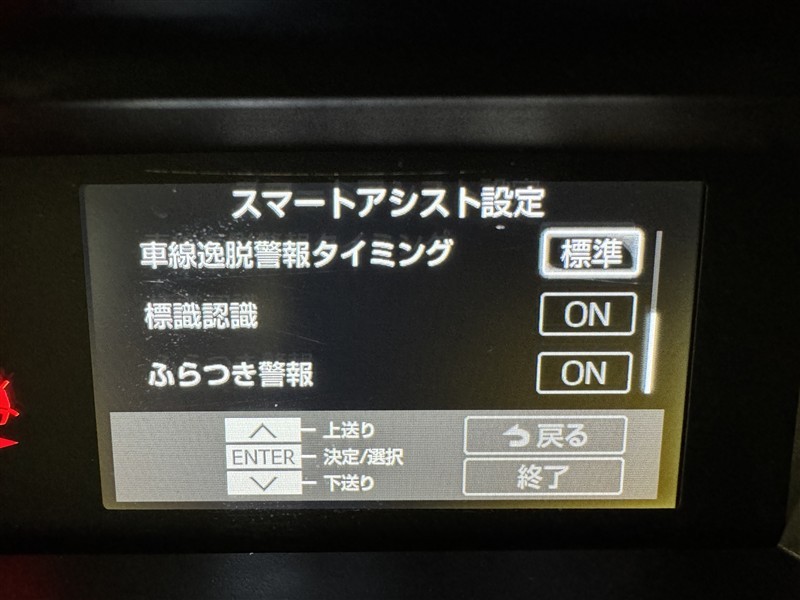 スマートアシスト設定
車線逸脱警報タイミング 標準
標識認識 ON
ふらつき警報 ON
上送り
ENTER 決定/選択
下送り
戻る
終了